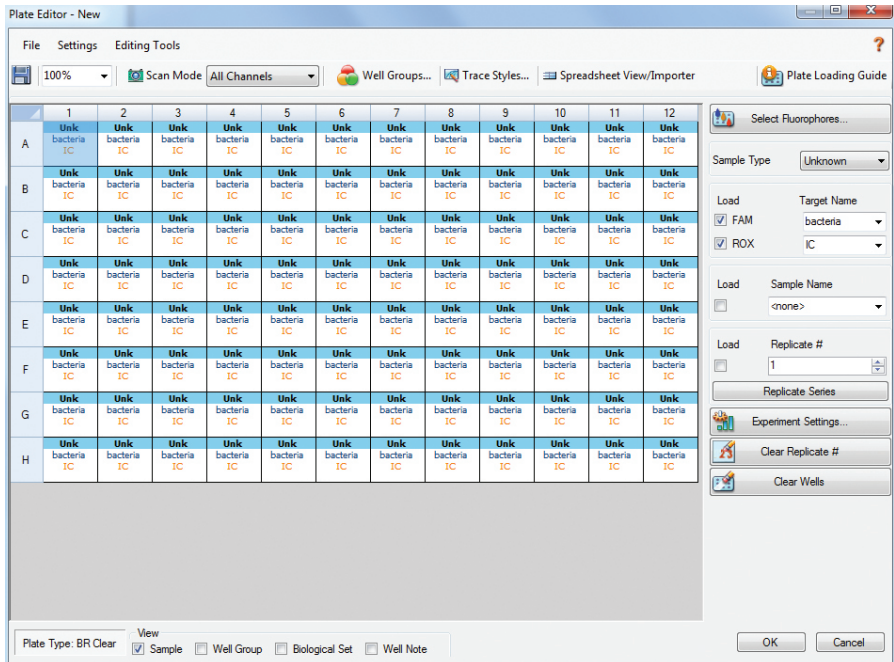 Plate Editor - New
File Settings Editing Tools ?
100% Scan Mode All Channels Well Groups... Trace Styles... Spreadsheet View/Importer Plate Loading Guide
1 2 3 4 5 6 7 8 9 10 11 12
Unk Unk Unk Unk Unk Unk Unk Unk Unk Unk Unk Unk
A bacteria bacteria bacteria bacteria bacteria bacteria bacteria bacteria bacteria bacteria bacteria bacteria
IC IC IC IC IC IC IC IC IC IC IC IC
Unk Unk Unk Unk Unk Unk Unk Unk Unk Unk Unk Unk
B bacteria bacteria bacteria bacteria bacteria bacteria bacteria bacteria bacteria bacteria bacteria bacteria
IC IC IC IC IC IC IC IC IC IC IC IC
Unk Unk Unk Unk Unk Unk Unk Unk Unk Unk Unk Unk
C bacteria bacteria bacteria bacteria bacteria bacteria bacteria bacteria bacteria bacteria bacteria bacteria
IC IC IC IC IC IC IC IC IC IC IC IC
Unk Unk Unk Unk Unk Unk Unk Unk Unk Unk Unk Unk
D bacteria bacteria bacteria bacteria bacteria bacteria bacteria bacteria bacteria bacteria bacteria bacteria
IC IC IC IC IC IC IC IC IC IC IC IC
Unk Unk Unk Unk Unk Unk Unk Unk Unk Unk Unk Unk
E bacteria bacteria bacteria bacteria bacteria bacteria bacteria bacteria bacteria bacteria bacteria bacteria
IC IC IC IC IC IC IC IC IC IC IC IC
Unk Unk Unk Unk Unk Unk Unk Unk Unk Unk Unk Unk
F bacteria bacteria bacteria bacteria bacteria bacteria bacteria bacteria bacteria bacteria bacteria bacteria
IC IC IC IC IC IC IC IC IC IC IC IC
Unk Unk Unk Unk Unk Unk Unk Unk Unk Unk Unk Unk
G bacteria bacteria bacteria bacteria bacteria bacteria bacteria bacteria bacteria bacteria bacteria bacteria
IC IC IC IC IC IC IC IC IC IC IC IC
Unk Unk Unk Unk Unk Unk Unk Unk Unk Unk Unk Unk
H bacteria bacteria bacteria bacteria bacteria bacteria bacteria bacteria bacteria bacteria bacteria bacteria
IC IC IC IC IC IC IC IC IC IC IC IC
Select Fluorophores...
Sample Type Unknown
Load Target Name
FAM bacteria
ROX IC
Load Sample Name
<none>
Load Replicate #
1
Replicate Series
Experiment Settings...
Clear Replicate #
Clear Wells
Plate Type: BR Clear
View
Sample Well Group Biological Set Well Note
OK Cancel